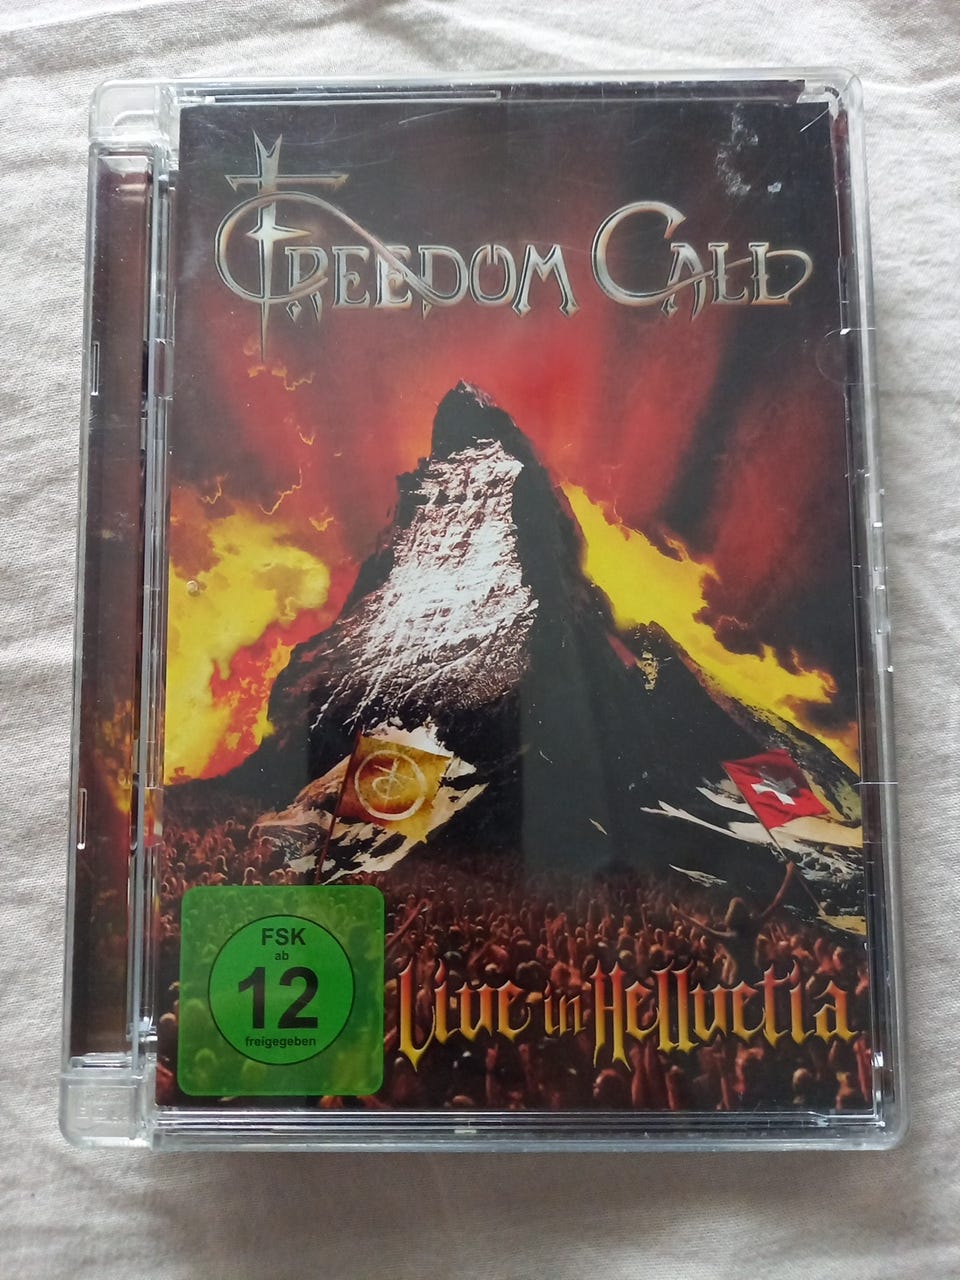 FREEDOM CALL
FSK
ab
12
freigegeben
Live in Hellvetia